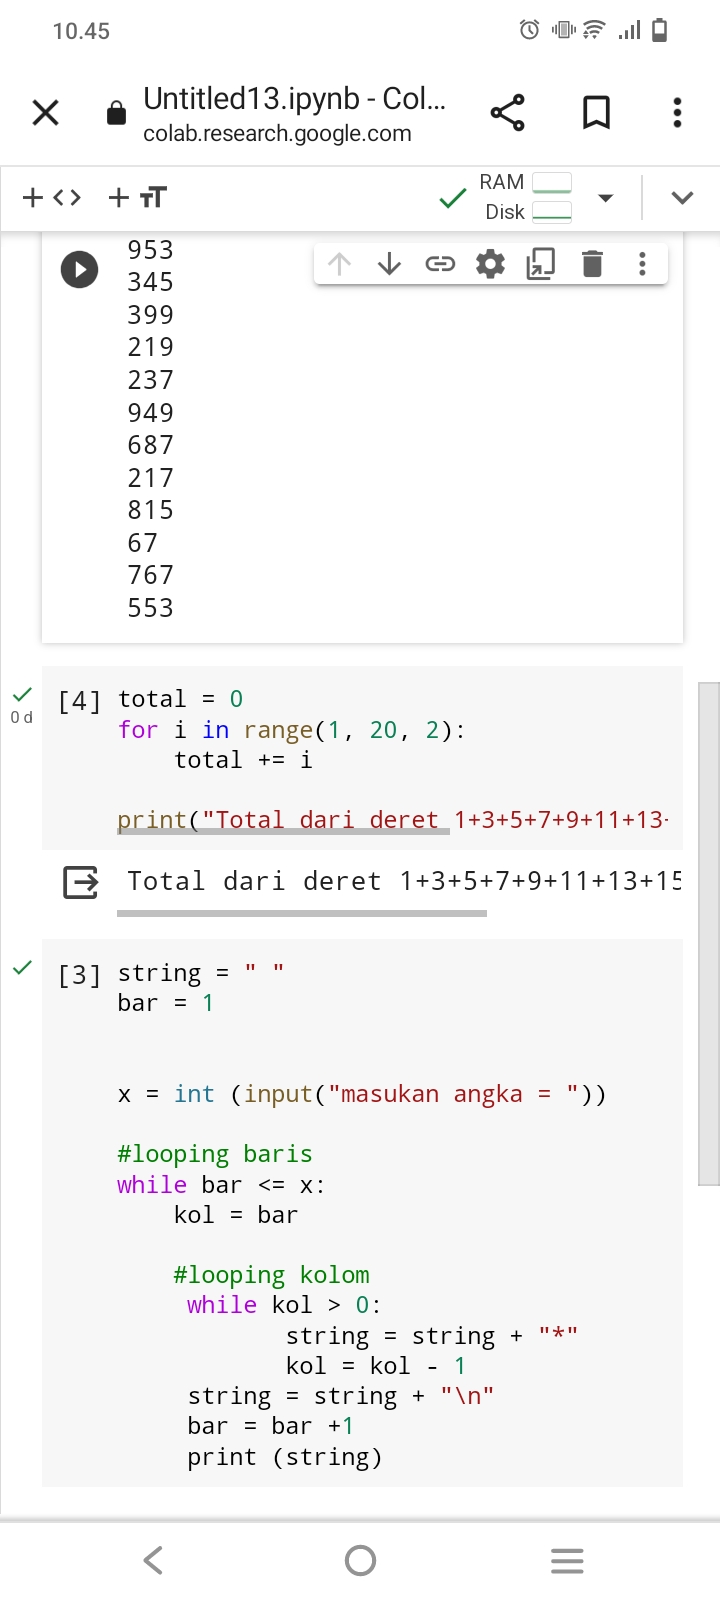 10.45
Untitled13.ipynb - Col...
colab.research.google.com
+ <> + TT
RAM
Disk
953
345
399
219
237
949
687
217
815
67
767
553
0 d
[4] total = 0
for i in range(1, 20, 2):
    total += i
print("Total dari deret 1+3+5+7+9+11+13+
Total dari deret 1+3+5+7+9+11+13+15
[3] string = " "
bar = 1
x = int (input("masukan angka = "))
#looping baris
while bar <= x:
    kol = bar
    #looping kolom
     while kol > 0:
            string = string + "*"
            kol = kol - 1
     string = string + "\n"
     bar = bar +1
     print (string)